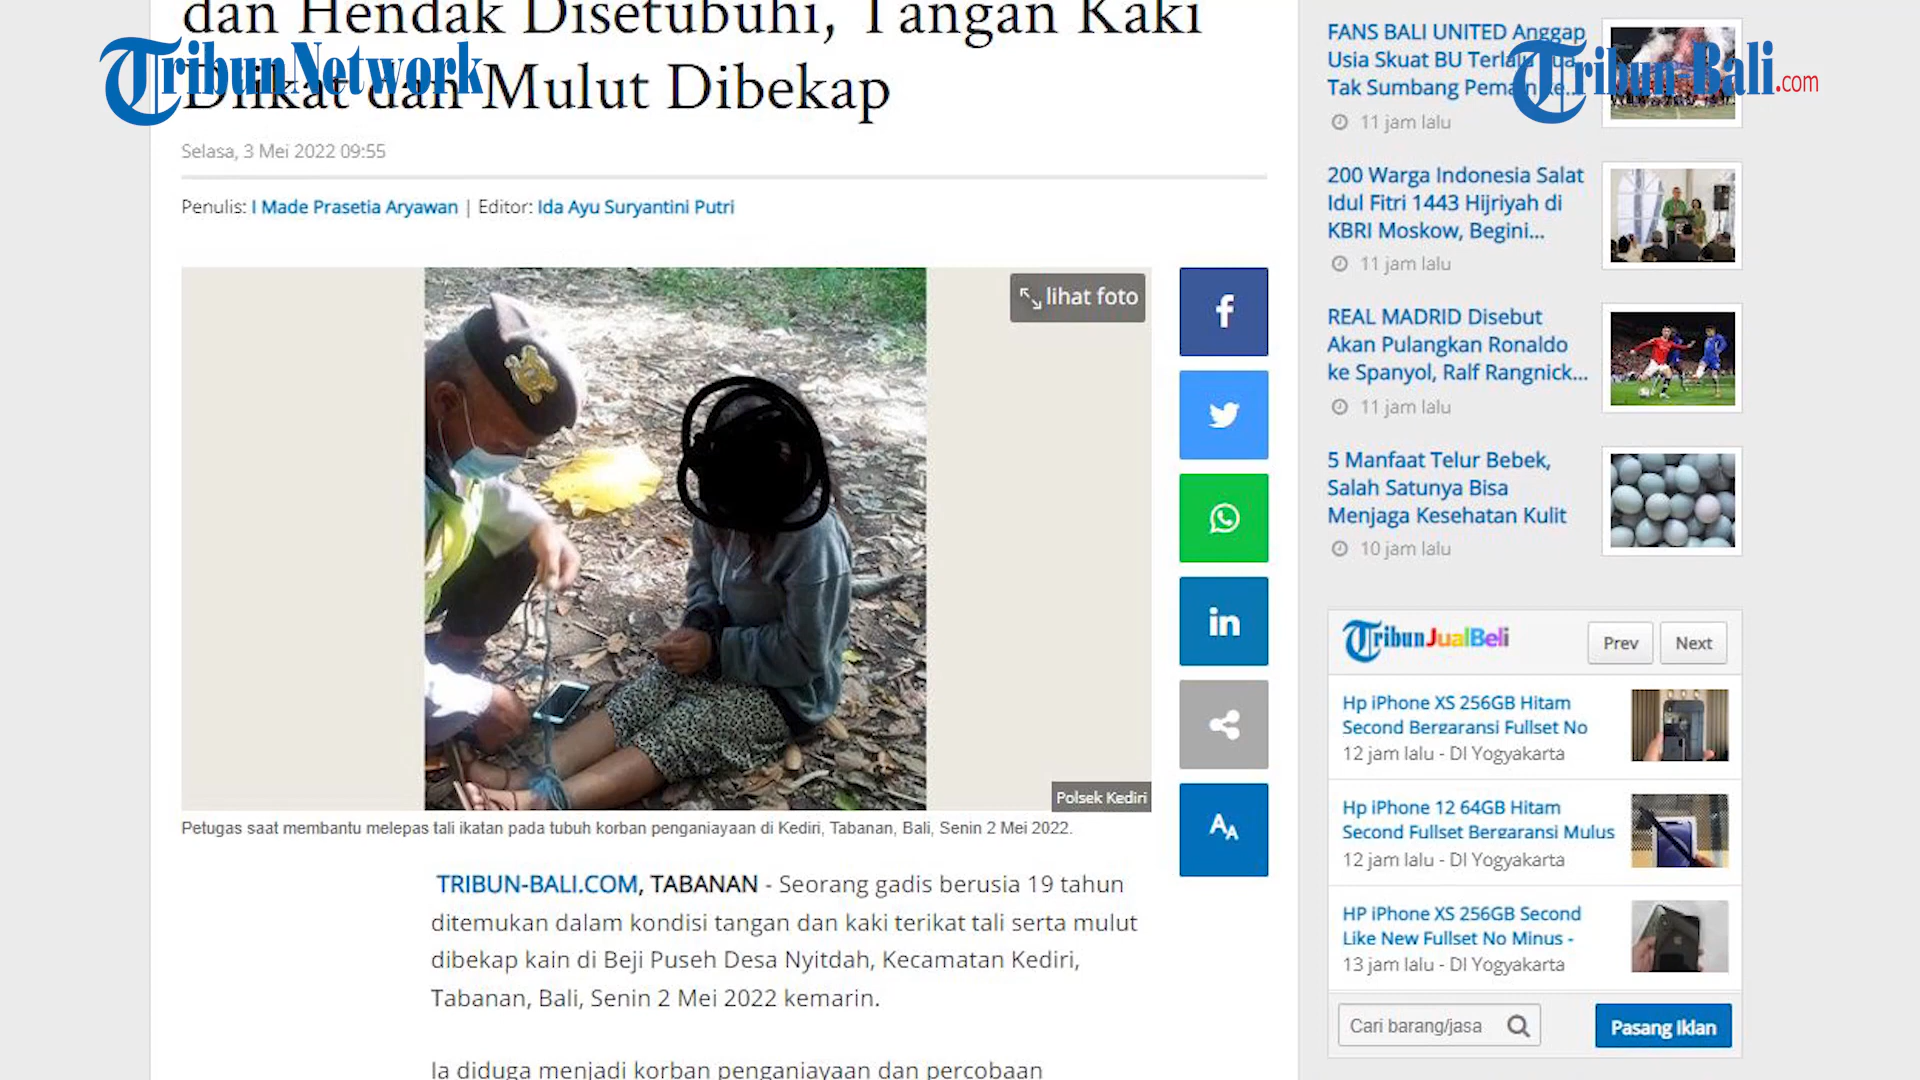 dan Hendak Disetubuhi, Tangan Kaki
Diikat dan Mulut Dibekap
TribunNetwork
Selasa, 3 Mei 2022 09:55
Penulis: I Made Prasetia Aryawan | Editor: Ida Ayu Suryantini Putri
lihat foto
Polsek Kediri
Petugas saat membantu melepas tali ikatan pada tubuh korban penganiayaan di Kediri, Tabanan, Bali, Senin 2 Mei 2022.
TRIBUN-BALI.COM, TABANAN - Seorang gadis berusia 19 tahun
ditemukan dalam kondisi tangan dan kaki terikat tali serta mulut
dibekap kain di Beji Puseh Desa Nyitdah, Kecamatan Kediri,
Tabanan, Bali, Senin 2 Mei 2022 kemarin.
Ia diduga menjadi korban penganiayaan dan percobaan
f
in
AA
Tribun-Bali.com
FANS BALI UNITED Anggap
Usia Skuat BU Terlalu
Tak Sumbang Pemain
11 jam lalu
200 Warga Indonesia Salat
Idul Fitri 1443 Hijriyah di
KBRI Moskow, Begini...
11 jam lalu
REAL MADRID Disebut
Akan Pulangkan Ronaldo
ke Spanyol, Ralf Rangnick...
11 jam lalu
5 Manfaat Telur Bebek,
Salah Satunya Bisa
Menjaga Kesehatan Kulit
10 jam lalu
TribunJualBeli
Prev Next
Hp iPhone XS 256GB Hitam
Second Bergaransi Fullset No
12 jam lalu - DI Yogyakarta
Hp iPhone 12 64GB Hitam
Second Fullset Bergaransi Mulus
12 jam lalu - DI Yogyakarta
HP iPhone XS 256GB Second
Like New Fullset No Minus -
13 jam lalu - DI Yogyakarta
Cari barang/jasa
Pasang Iklan